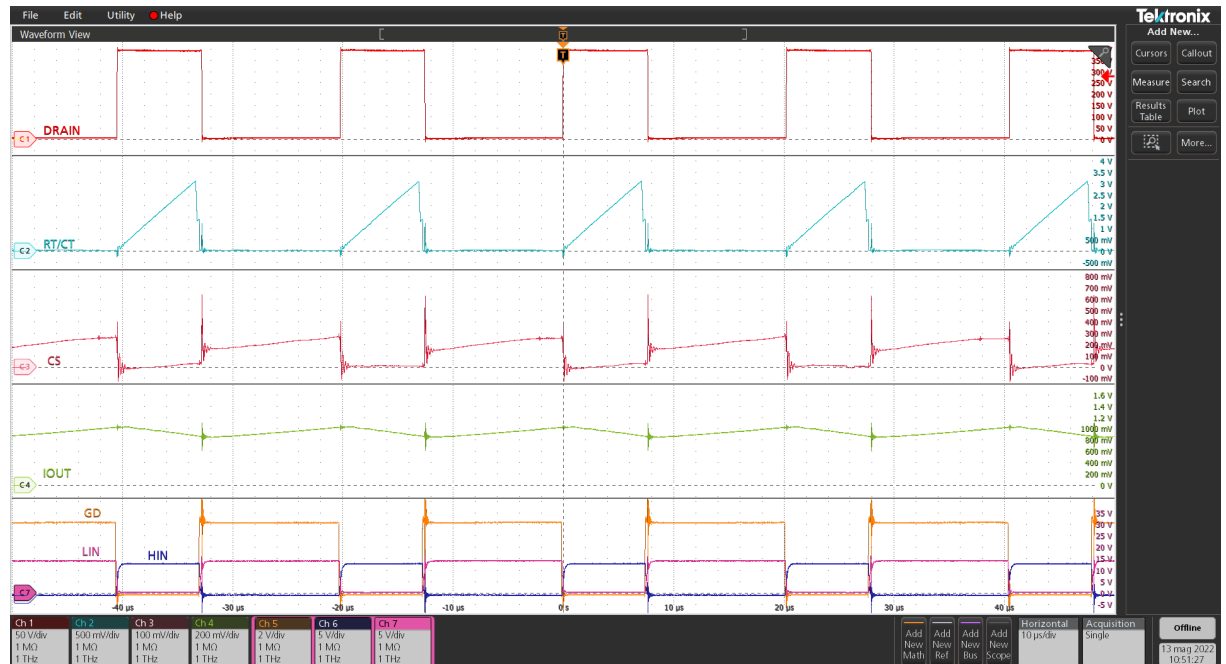 File Edit Utility Help
Tektronix
Waveform View
Add New...
Cursors Callout
Measure Search
Results Table Plot
More...
T
T
C1 DRAIN
300 V
250 V
200 V
150 V
100 V
50 V
0 V
C2 RT/CT
4 V
3.5 V
3 V
2.5 V
2 V
1.5 V
1 V
500 mV
0 V
-500 mV
C3 CS
800 mV
700 mV
600 mV
500 mV
400 mV
300 mV
200 mV
100 mV
0 V
-100 mV
C4 IOUT
1.6 V
1.4 V
1.2 V
1000 mV
800 mV
600 mV
400 mV
200 mV
0 V
GD
LIN HIN
C7
35 V
30 V
25 V
20 V
15 V
10 V
5 V
0 V
-5 V
-40 µs -30 µs -20 µs -10 µs 0 s 10 µs 20 µs 30 µs 40 µs
Ch 1 Ch 2 Ch 3 Ch 4 Ch 5 Ch 6 Ch 7
50 V/div 500 mV/div 100 mV/div 200 mV/div 2 V/div 5 V/div 5 V/div
1 MΩ 1 MΩ 1 MΩ 1 MΩ 1 MΩ 1 MΩ 1 MΩ
1 THz 1 THz 1 THz 1 THz 1 THz 1 THz 1 THz
Add New Math
Add New Ref
Add New Bus
Add New Scope
Horizontal
10 µs/div
Acquisition
Single
Offline
13 mag 2022
10:51:27